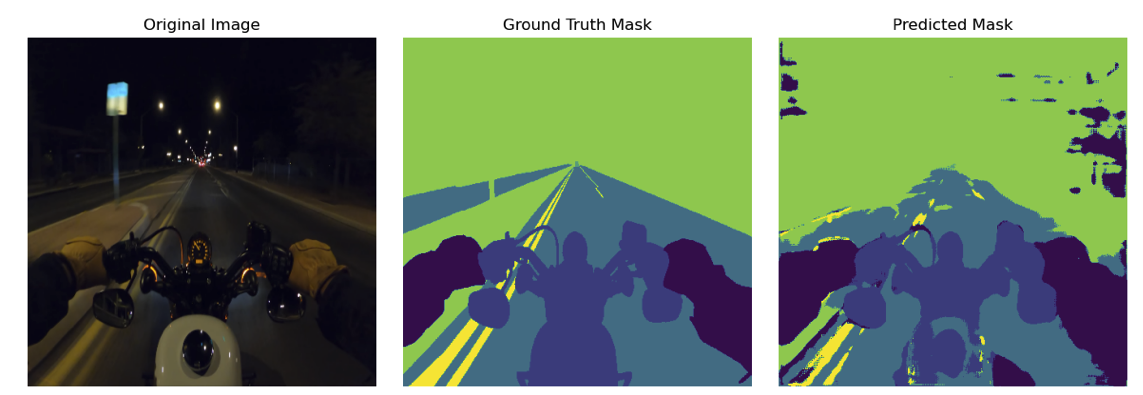 Original Image
Ground Truth Mask
Predicted Mask